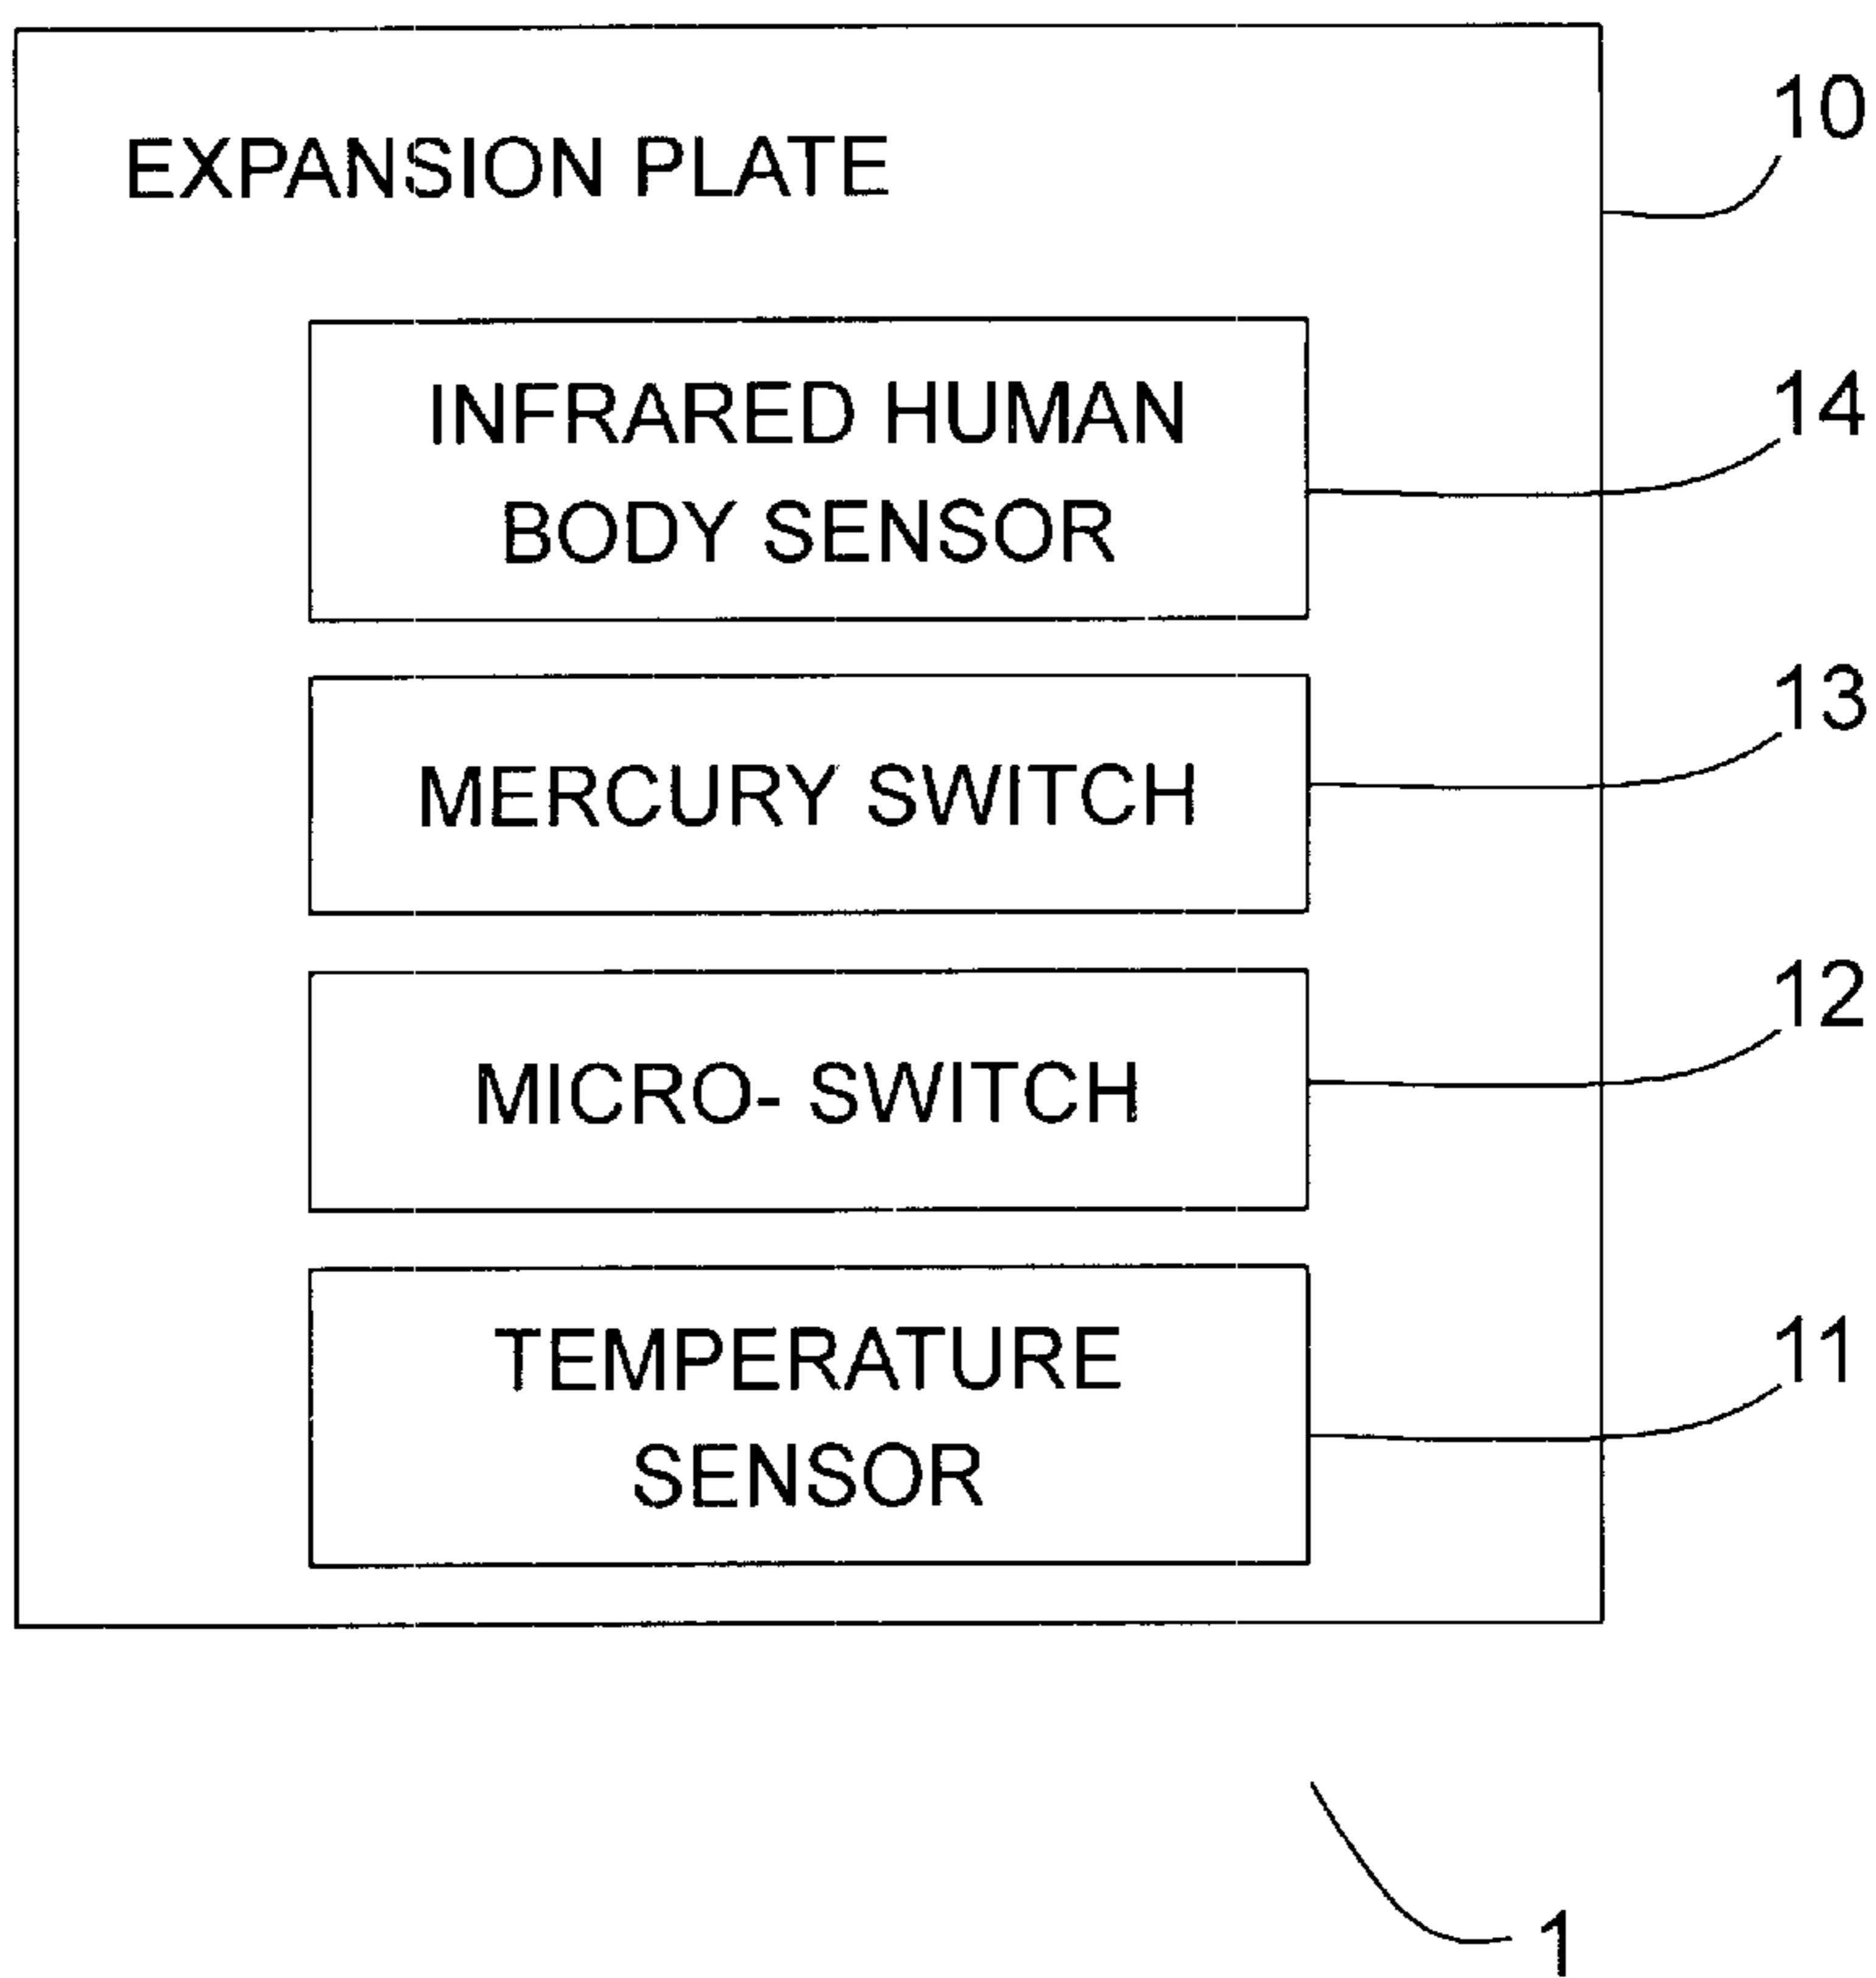 EXPANSION PLATE
10
INFRARED HUMAN
BODY SENSOR
14
MERCURY SWITCH
13
MICRO- SWITCH
12
TEMPERATURE
SENSOR
11
1